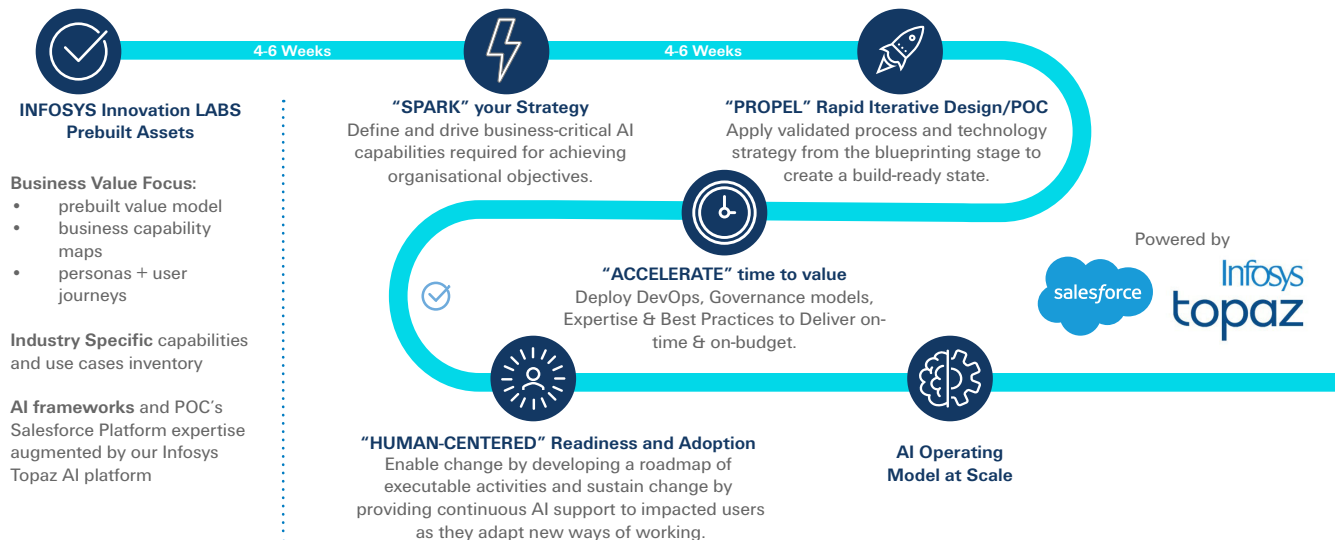 4-6 Weeks
4-6 Weeks
INFOSYS Innovation LABS
Prebuilt Assets
Business Value Focus:
• prebuilt value model
• business capability
maps
• personas + user
journeys
Industry Specific capabilities
and use cases inventory
AI frameworks and POC’s
Salesforce Platform expertise
augmented by our Infosys
Topaz AI platform
“SPARK” your Strategy
Define and drive business-critical AI
capabilities required for achieving
organisational objectives.
“PROPEL” Rapid Iterative Design/POC
Apply validated process and technology
strategy from the blueprinting stage to
create a build-ready state.
“ACCELERATE” time to value
Deploy DevOps, Governance models,
Expertise & Best Practices to Deliver on-
time & on-budget.
Powered by
salesforce
Infosys
topaz
“HUMAN-CENTERED” Readiness and Adoption
Enable change by developing a roadmap of
executable activities and sustain change by
providing continuous AI support to impacted users
as they adapt new ways of working.
AI Operating
Model at Scale